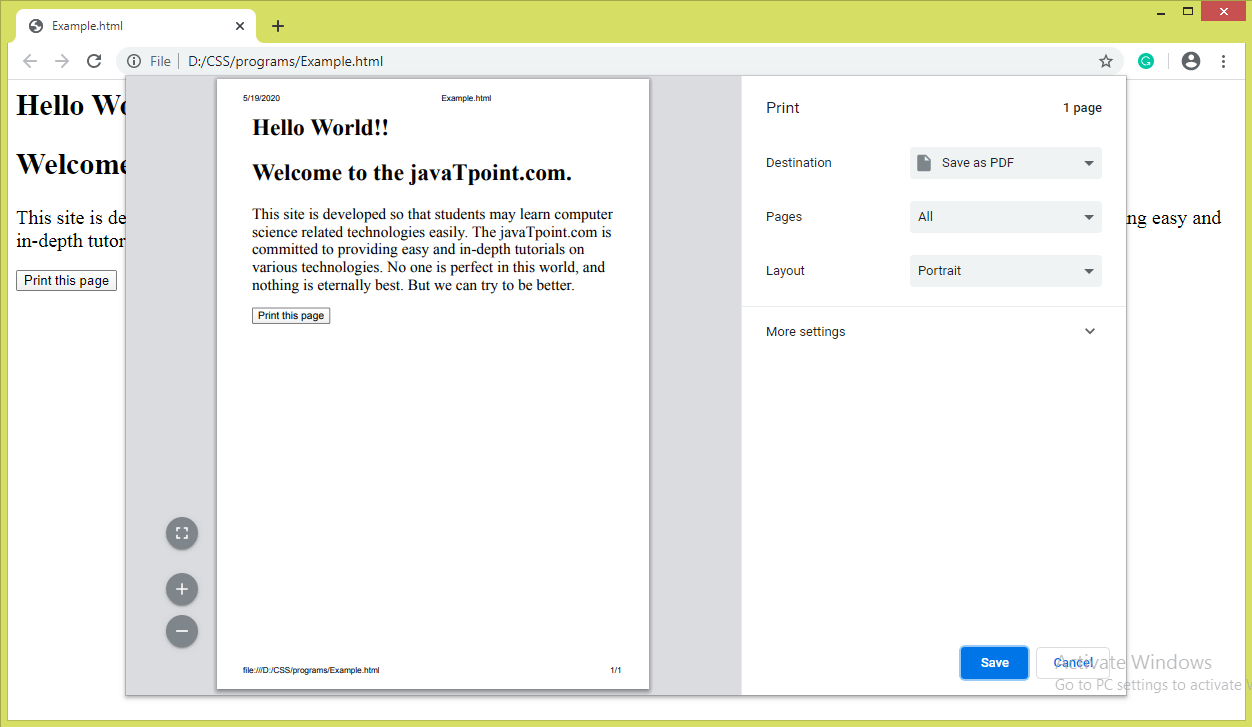 Example.html
File
D:/CSS/programs/Example.html
Hello Wo
Welcome
This site is de
in-depth tutor
Print this page
5/19/2020 Example.html
Hello World!!
Welcome to the javaTpoint.com.
This site is developed so that students may learn computer
science related technologies easily. The javaTpoint.com is
committed to providing easy and in-depth tutorials on
various technologies. No one is perfect in this world, and
nothing is eternally best. But we can try to be better.
Print this page
file:///D:/CSS/programs/Example.html 1/1
Print 1 page
Destination Save as PDF
Pages All
Layout Portrait
More settings
Save Cancel
ng easy and
Activate Windows
Go to PC settings to activate W